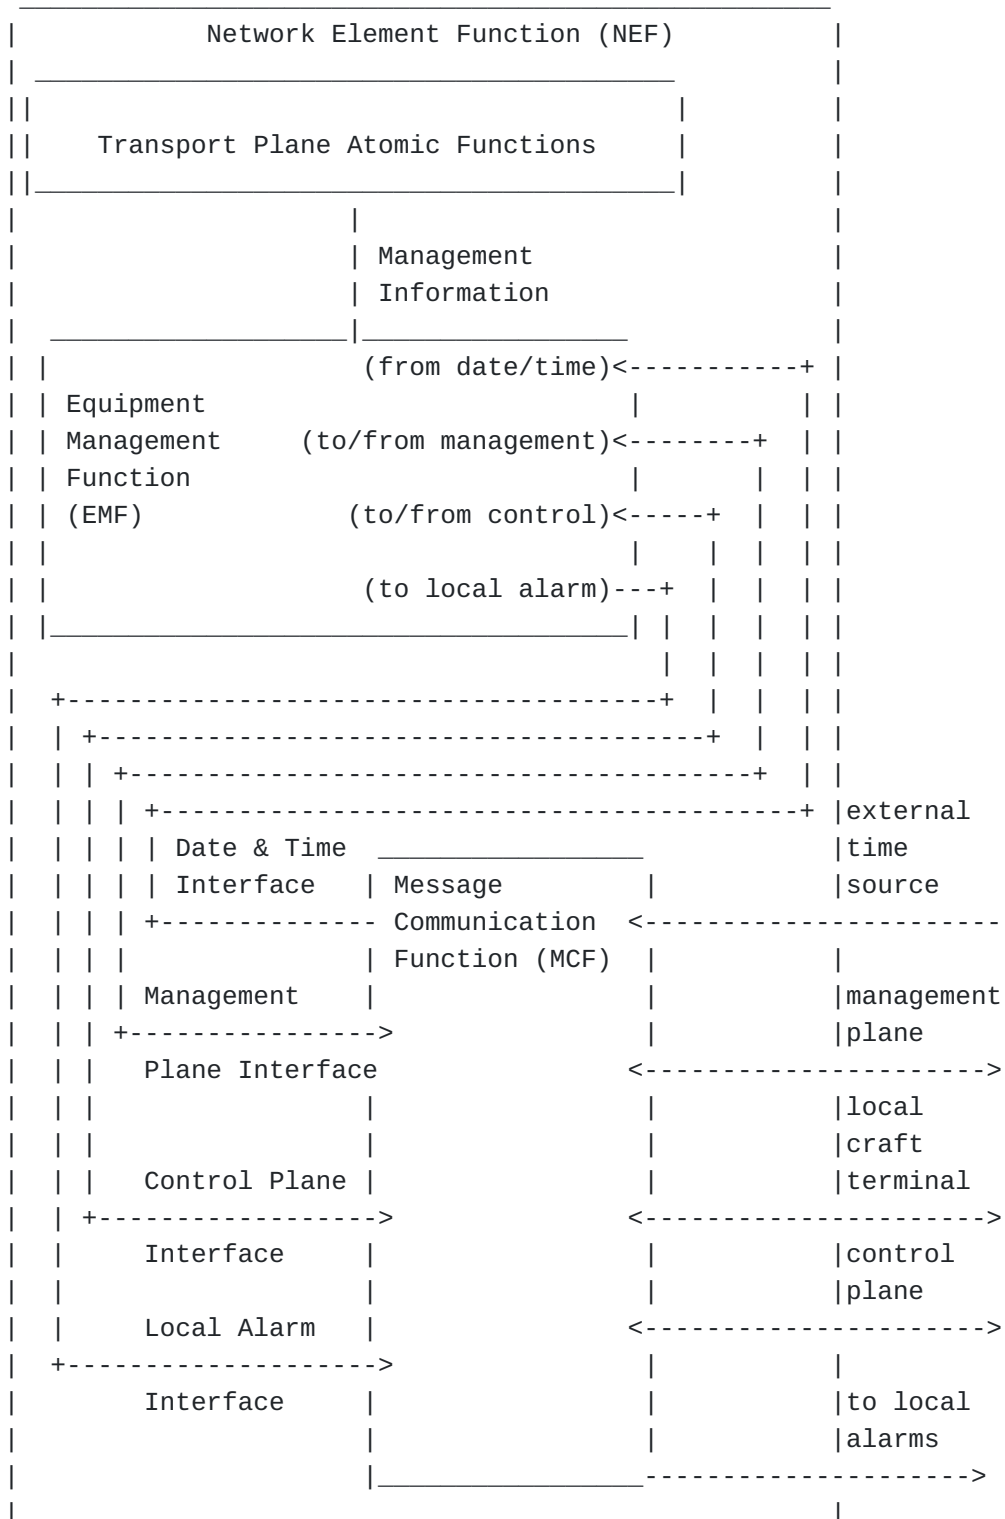 Network Element Function (NEF)
Transport Plane Atomic Functions
Management
Information
(from date/time)
Equipment
Management (to/from management)
Function
(EMF) (to/from control)
(to local alarm)
external
Date & Time time
Interface Message source
Communication
Function (MCF)
Management management
plane
Plane Interface
local
craft
Control Plane terminal
Interface control
plane
Local Alarm
Interface to local
alarms